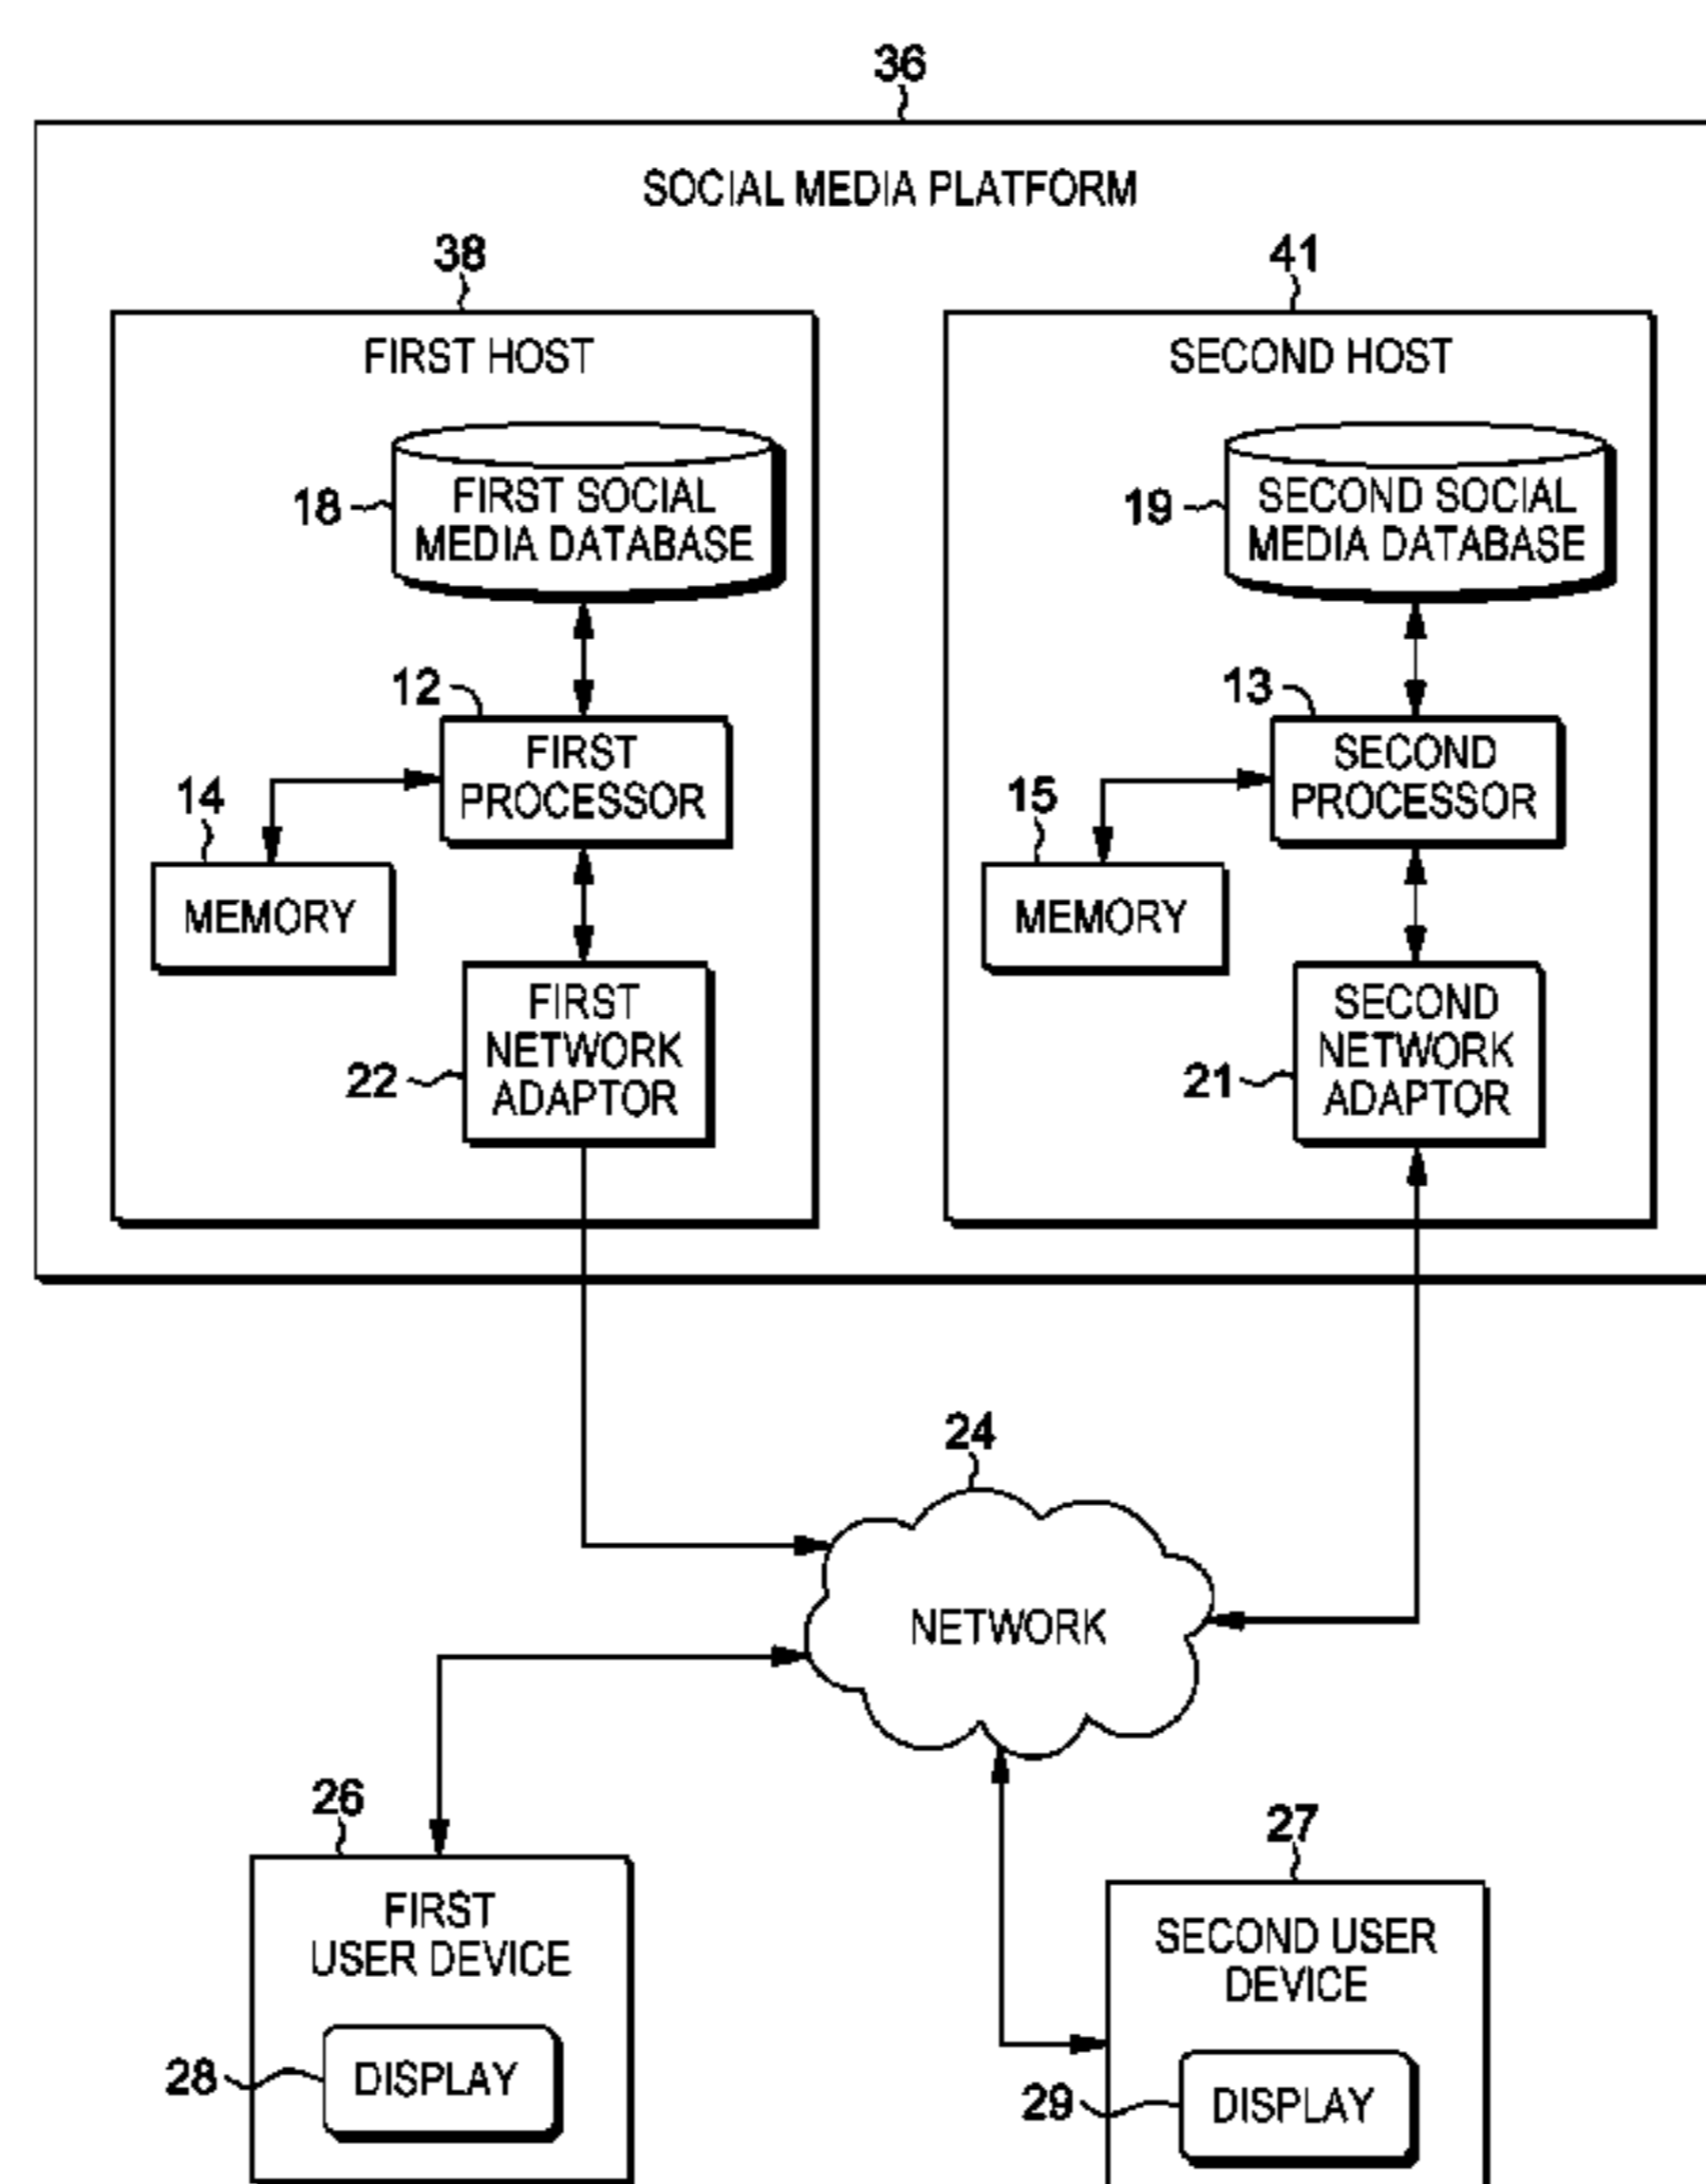 36
SOCIAL MEDIA PLATFORM
38
FIRST HOST
18
FIRST SOCIAL
MEDIA DATABASE
12
FIRST
PROCESSOR
14
MEMORY
FIRST
NETWORK
ADAPTOR
22
41
SECOND HOST
19
SECOND SOCIAL
MEDIA DATABASE
13
SECOND
PROCESSOR
15
MEMORY
SECOND
NETWORK
ADAPTOR
21
24
NETWORK
26
FIRST
USER DEVICE
28
DISPLAY
27
SECOND USER
DEVICE
29
DISPLAY